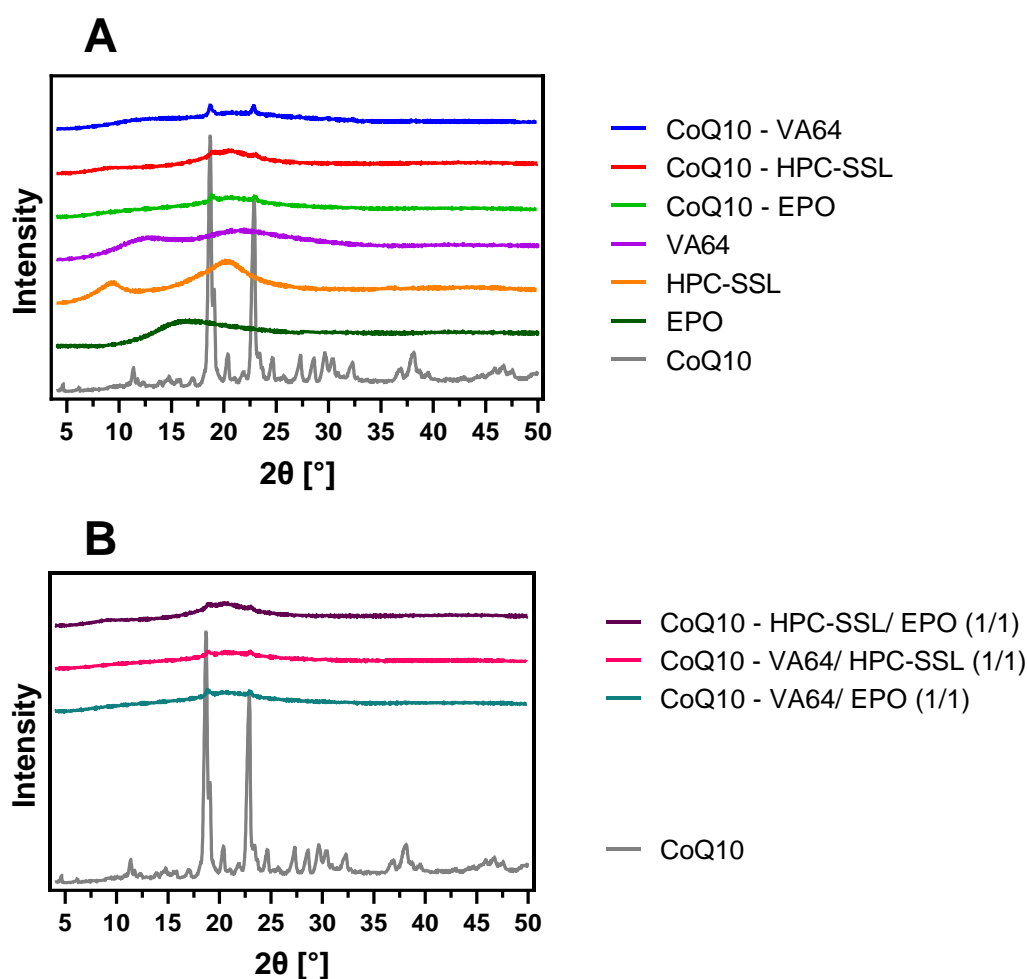 A
Intensity
5 10 15 20 25 30 35 40 45 50
2θ [°]
CoQ10 - VA64
CoQ10 - HPC-SSL
CoQ10 - EPO
VA64
HPC-SSL
EPO
CoQ10
B
Intensity
5 10 15 20 25 30 35 40 45 50
2θ [°]
CoQ10 - HPC-SSL/ EPO (1/1)
CoQ10 - VA64/ HPC-SSL (1/1)
CoQ10 - VA64/ EPO (1/1)
CoQ10